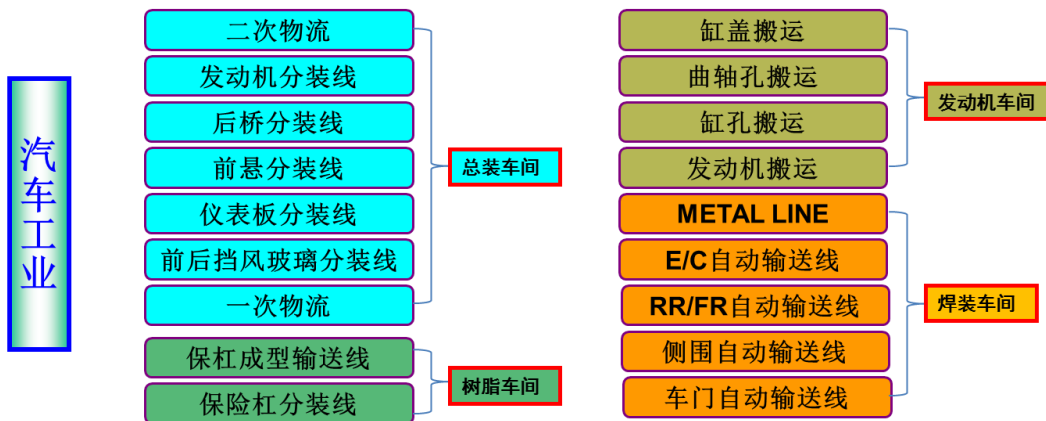 汽车工业
二次物流
发动机分装线
后桥分装线
前悬分装线
仪表板分装线
前后挡风玻璃分装线
一次物流
总装车间
保杠成型输送线
保险杠分装线
树脂车间
缸盖搬运
曲轴孔搬运
缸孔搬运
发动机搬运
发动机车间
METAL LINE
E/C自动输送线
RR/FR自动输送线
侧围自动输送线
车门自动输送线
焊装车间